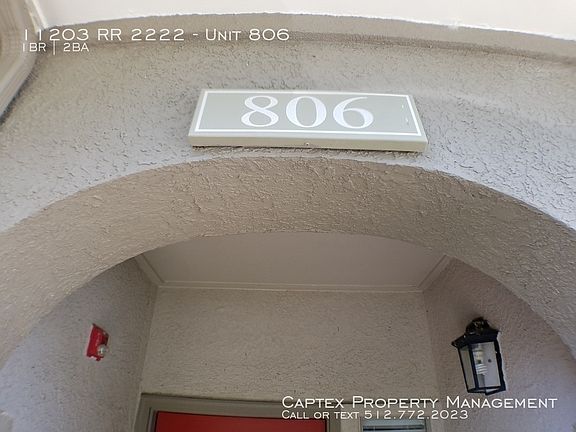 11203 RR 2222 - Unit 806
1BR | 2BA
806
Captex Property Management
Call or text 512.772.2023